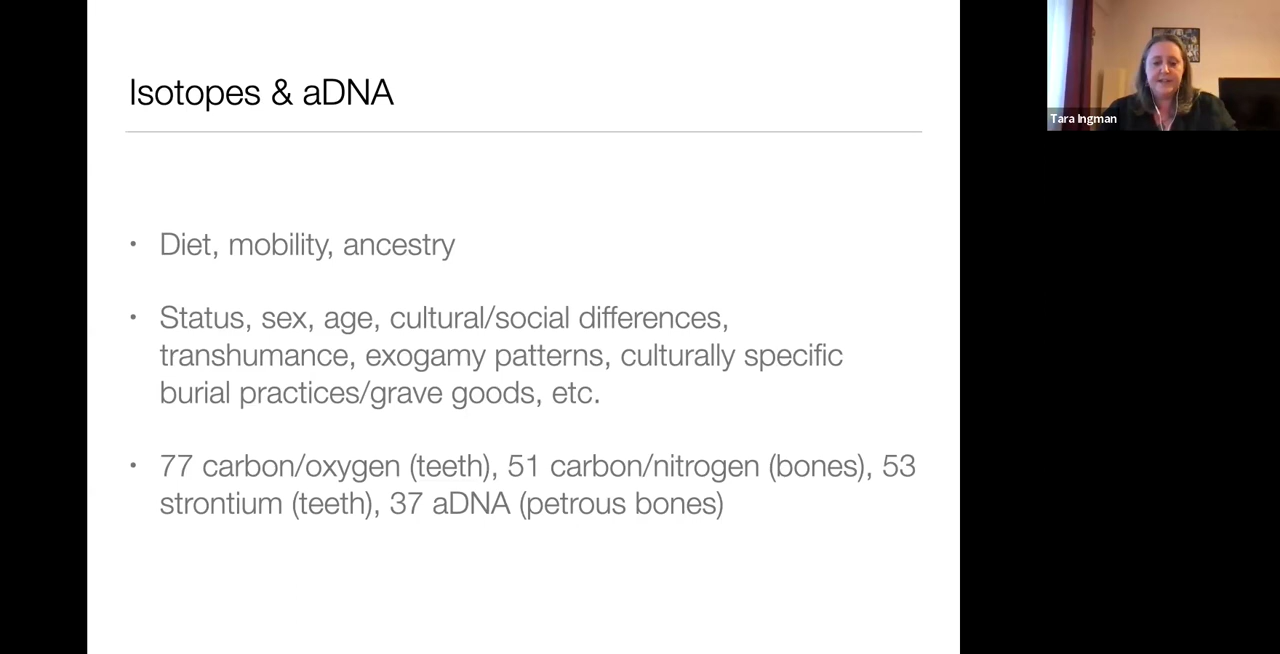 Isotopes & aDNA
• Diet, mobility, ancestry
• Status, sex, age, cultural/social differences,
transhumance, exogamy patterns, culturally specific
burial practices/grave goods, etc.
• 77 carbon/oxygen (teeth), 51 carbon/nitrogen (bones), 53
strontium (teeth), 37 aDNA (petrous bones)
Tara Ingman